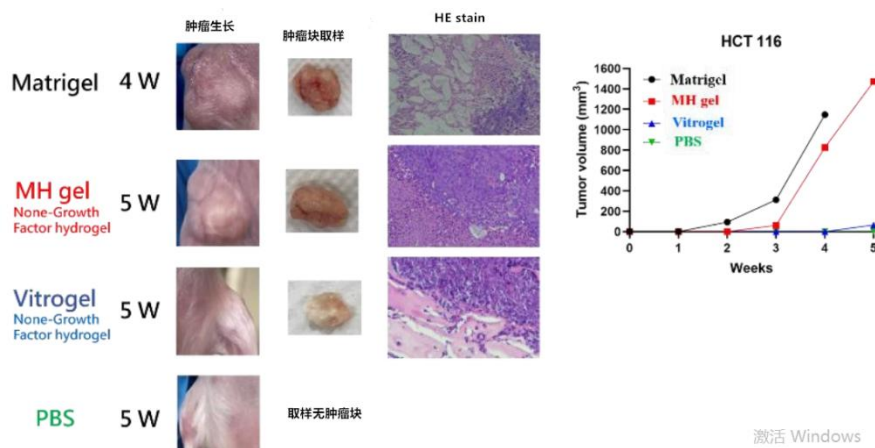 肿瘤生长
肿瘤块取样
HE stain
Matrigel
4 W
MH gel
None-Growth
Factor hydrogel
5 W
Vitrogel
None-Growth
Factor hydrogel
5 W
PBS
5 W
取样无肿瘤块
HCT 116
Tumor volume (mm³)
1600
1400
1200
1000
800
600
400
200
0
Matrigel
MH gel
Vitrogel
PBS
0 1 2 3 4 5
Weeks
激活 Windows